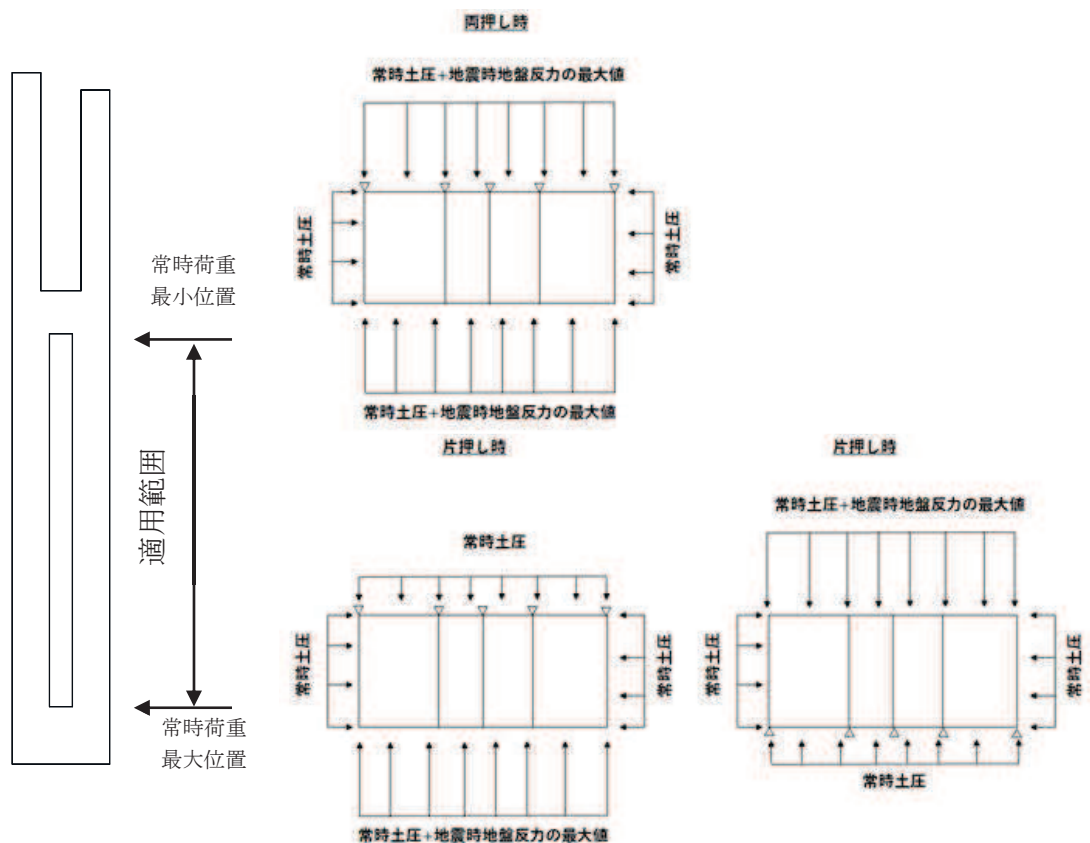 両押し時
常時土圧+地震時地盤反力の最大値
常時土圧
常時土圧
常時荷重
最小位置
常時土圧+地震時地盤反力の最大値
適用範囲
常時荷重
最大位置
片押し時
常時土圧
常時土圧
常時土圧
常時土圧+地震時地盤反力の最大値
片押し時
常時土圧+地震時地盤反力の最大値
常時土圧
常時土圧
常時土圧